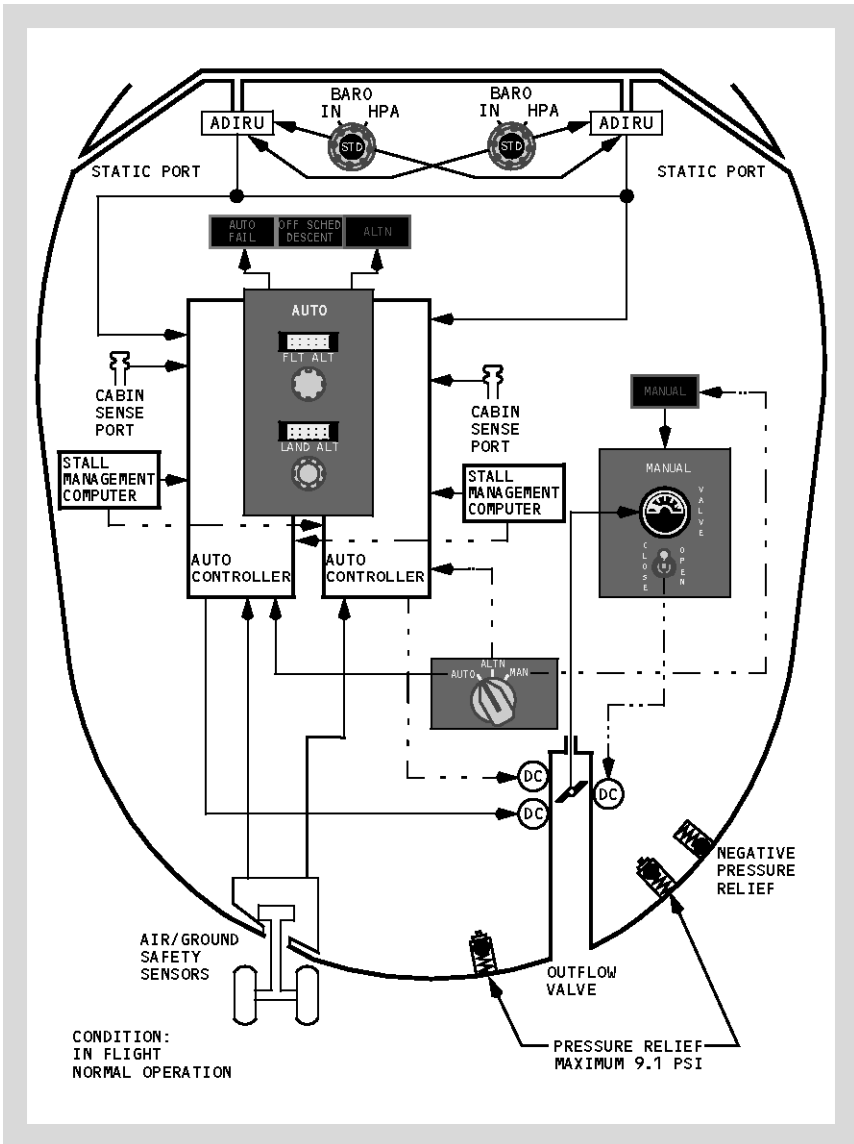 BARO
IN HPA
BARO
IN HPA
ADIRU
STD
STD
ADIRU
STATIC PORT
STATIC PORT
AUTO
FAIL
OFF SCHED
DESCENT
ALTN
AUTO
FLT ALT
LAND ALT
CABIN
SENSE
PORT
CABIN
SENSE
PORT
MANUAL
STALL
MANAGEMENT
COMPUTER
STALL
MANAGEMENT
COMPUTER
MANUAL
VALVE
CLOSE
OPEN
AUTO
CONTROLLER
AUTO
CONTROLLER
AUTO ALTN MAN
DC
DC
DC
NEGATIVE
PRESSURE
RELIEF
AIR/GROUND
SAFETY
SENSORS
OUTFLOW
VALVE
CONDITION:
IN FLIGHT
NORMAL OPERATION
PRESSURE RELIEF
MAXIMUM 9.1 PSI